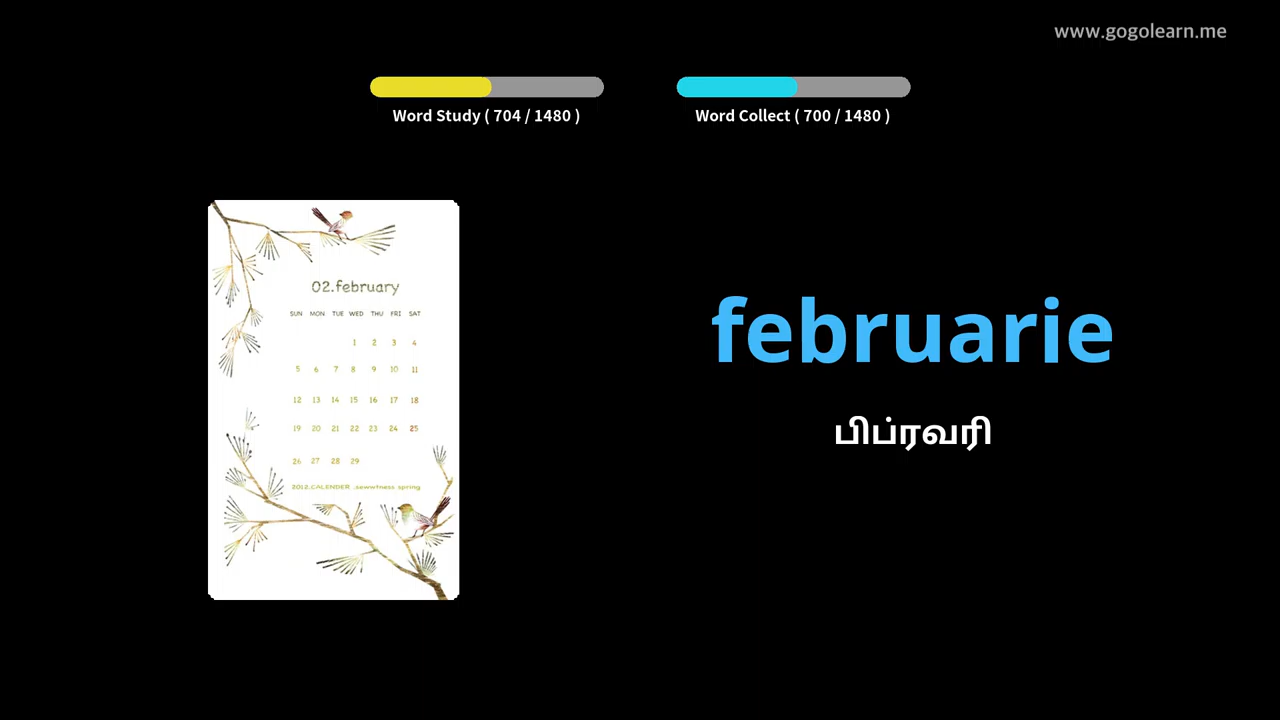 www.gogolearn.me
Word Study ( 704 / 1480 )
Word Collect ( 700 / 1480 )
02.february
SUN MON TUE WED THU FRI SAT
1 2 3 4
5 6 7 8 9 10 11
12 13 14 15 16 17 18
19 20 21 22 23 24 25
26 27 28 29
2012.CALENDER .sewwtness spring
februarie
பிப்ரவரி